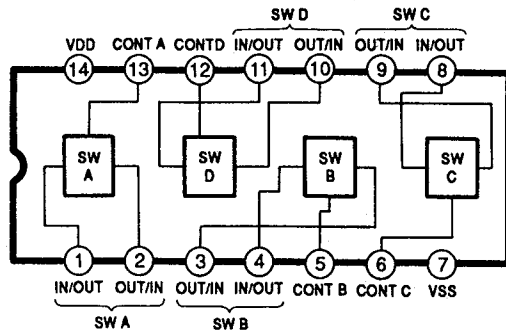 SW D SW C
VDD CONT A CONTD IN/OUT OUT/IN OUT/IN IN/OUT
14 13 12 11 10 9 8
SW A SW D SW B SW C
1 2 3 4 5 6 7
IN/OUT OUT/IN OUT/IN IN/OUT CONT B CONT C VSS
SW A SW B